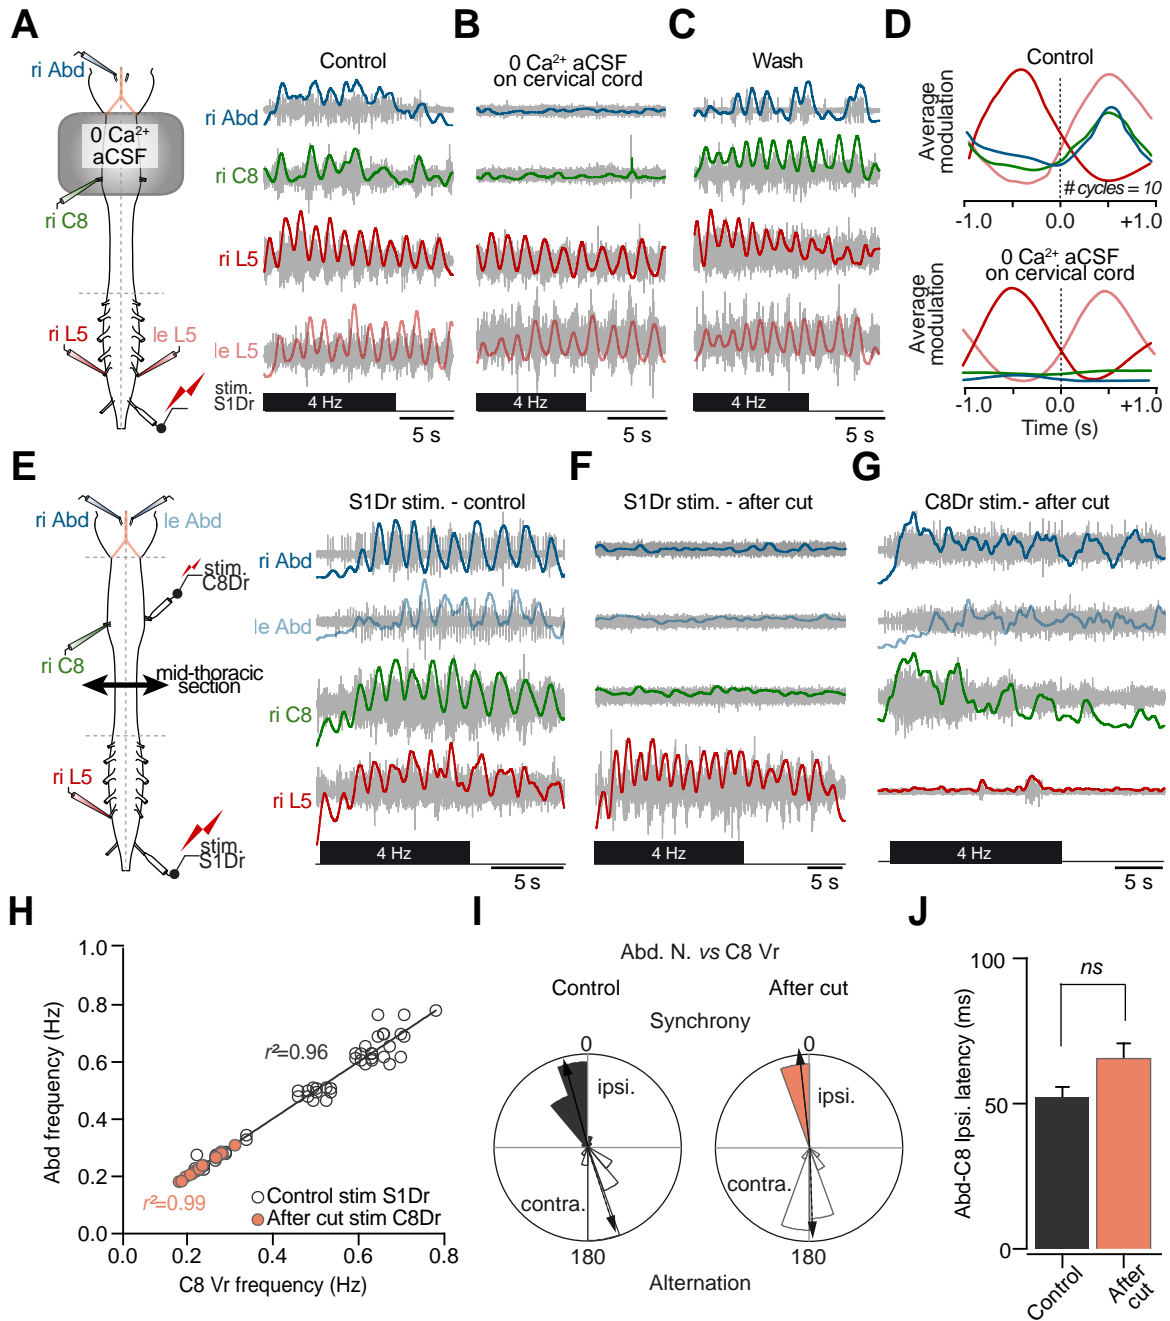 A
B
C
D
ri Abd
0 Ca²⁺
aCSF
ri C8
ri L5
le L5
stim.
S1Dr
Control
0 Ca²⁺ aCSF
on cervical cord
Wash
ri Abd
ri C8
ri L5
le L5
4 Hz
5 s
4 Hz
5 s
4 Hz
5 s
Control
Average
modulation
# cycles = 10
-1.0
0.0
+1.0
0 Ca²⁺ aCSF
on cervical cord
Average
modulation
-1.0
0.0
+1.0
Time (s)
E
F
G
ri Abd
le Abd
stim.
C8Dr
ri C8
mid-thoracic
section
ri L5
stim.
S1Dr
S1Dr stim. - control
S1Dr stim. - after cut
C8Dr stim.- after cut
ri Abd
le Abd
ri C8
ri L5
4 Hz
5 s
4 Hz
5 s
4 Hz
5 s
H
I
J
Abd frequency (Hz)
1.0
0.8
0.6
0.4
0.2
0.0
r²=0.96
r²=0.99
Control stim S1Dr
After cut stim C8Dr
0.0
0.2
0.4
0.6
0.8
C8 Vr frequency (Hz)
Abd. N. vs C8 Vr
Control
After cut
Synchrony
0
0
ipsi.
ipsi.
contra.
contra.
180
180
Alternation
Abd-C8 Ipsi. latency (ms)
100
50
0
ns
Control
After
cut